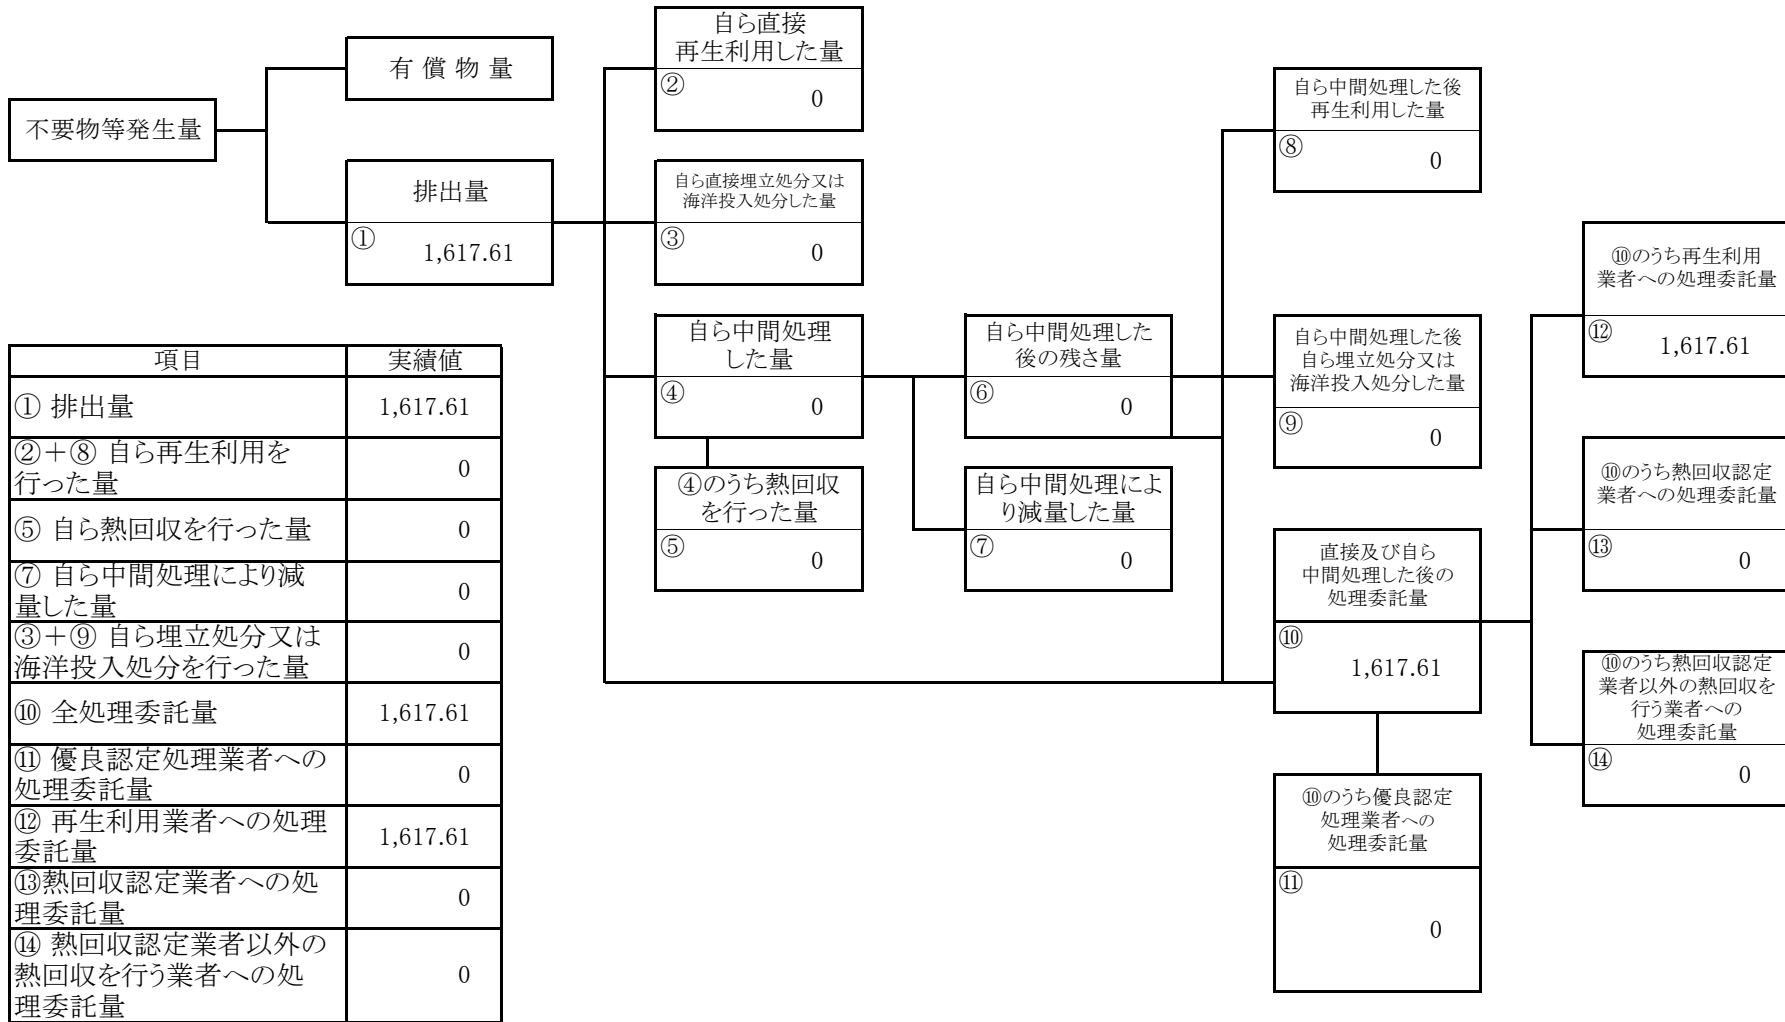 不要物等発生量
有 償 物 量
排出量
①
1,617.61
自ら直接
再生利用した量
②
0
自ら直接埋立処分又は
海洋投入処分した量
③
0
自ら中間処理
した量
④
0
④のうち熱回収
を行った量
⑤
0
自ら中間処理した
後の残さ量
⑥
0
自ら中間処理によ
り減量した量
⑦
0
自ら中間処理した後
再生利用した量
⑧
0
自ら中間処理した後
自ら埋立処分又は
海洋投入処分した量
⑨
0
直接及び自ら
中間処理した後の
処理委託量
⑩
1,617.61
⑩のうち優良認定
処理業者への
処理委託量
⑪
0
⑩のうち再生利用
業者への処理委託量
⑫
1,617.61
⑩のうち熱回収認定
業者への処理委託量
⑬
0
⑩のうち熱回収認定
業者以外の熱回収を
行う業者への
処理委託量
⑭
0
項目 実績値
① 排出量 1,617.61
②+⑧ 自ら再生利用を
行った量 0
⑤ 自ら熱回収を行った量 0
⑦ 自ら中間処理により減
量した量 0
③+⑨ 自ら埋立処分又は
海洋投入処分を行った量 0
⑩ 全処理委託量 1,617.61
⑪ 優良認定処理業者への
処理委託量 0
⑫ 再生利用業者への処理
委託量 1,617.61
⑬熱回収認定業者への処
理委託量 0
⑭ 熱回収認定業者以外の
熱回収を行う業者への処
理委託量 0